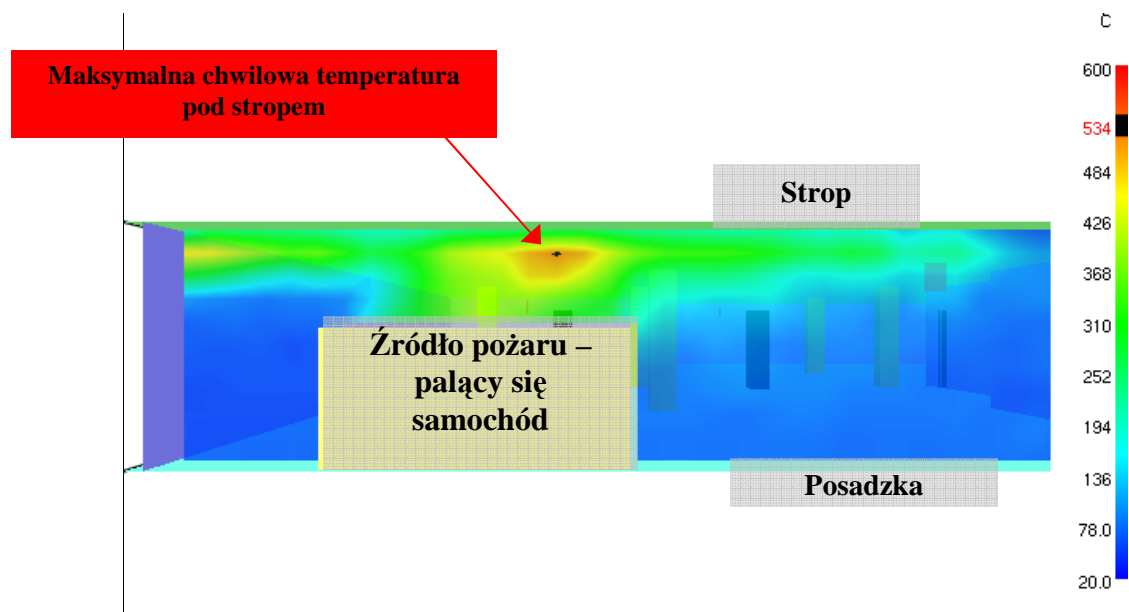 C
Maksymalna chwilowa temperatura
pod stropem
600
534
484
Strop
426
368
310
Źródło pożaru –
palący się
samochód
252
194
136
Posadzka
78.0
20.0